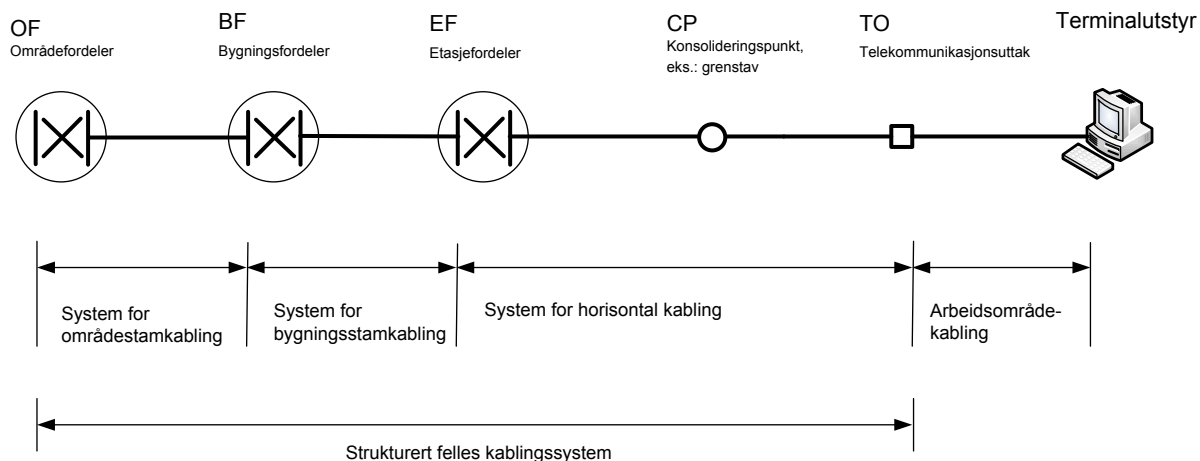 OF
Områdefordeler
BF
Bygningsfordeler
EF
Etasjefordeler
CP
Konsolideringspunkt,
eks.: grenstav
TO
Telekommunikasjonsuttak
Terminalutstyr
System for
områdestamkabling
System for
bygningsstamkabling
System for horisontal kabling
Arbeidsområde-
kabling
Strukturert felles kablingssystem